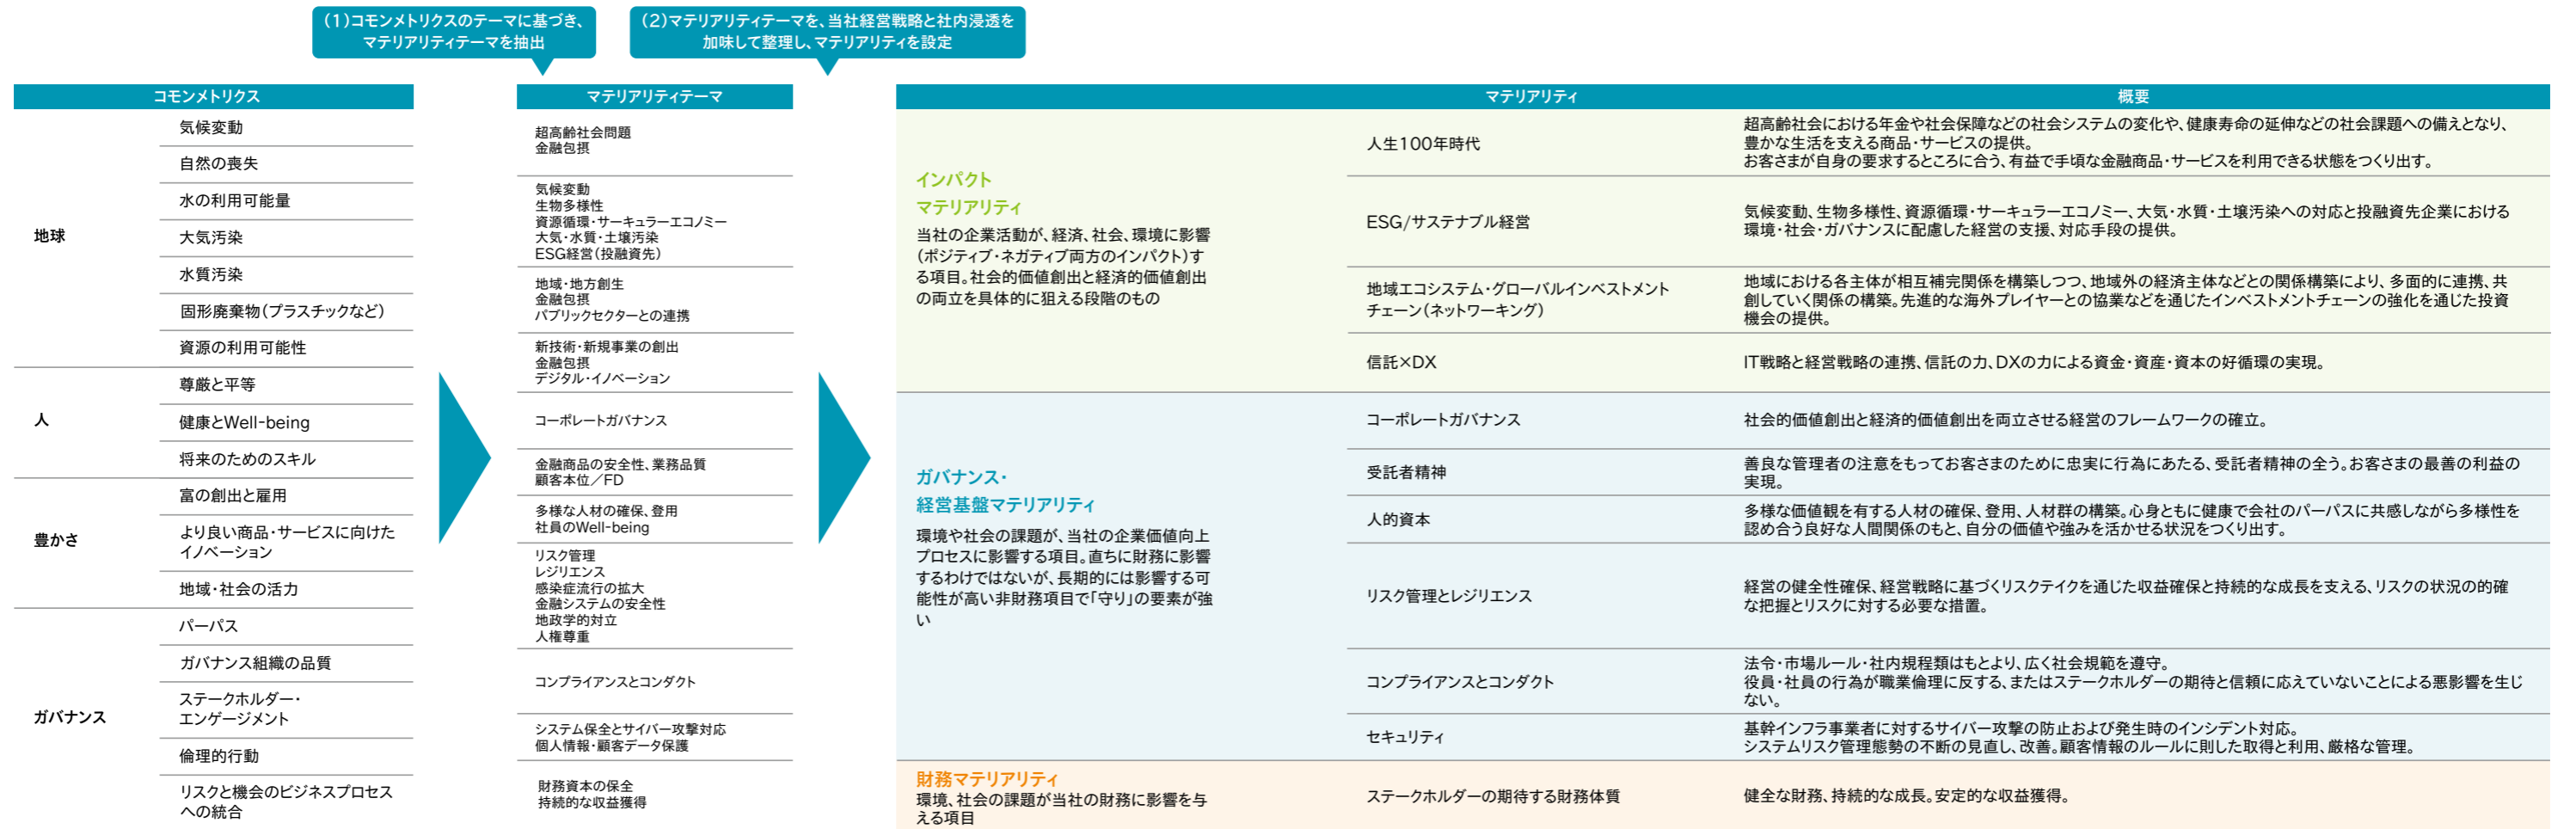 (1)コモンメトリクスのテーマに基づき、
マテリアリティテーマを抽出
(2)マテリアリティテーマを、当社経営戦略と社内浸透を
加味して整理し、マテリアリティを設定
コモンメトリクス
地球
気候変動
自然の喪失
水の利用可能量
大気汚染
水質汚染
固形廃棄物(プラスチックなど)
資源の利用可能性
人
尊厳と平等
健康とWell-being
将来のためのスキル
豊かさ
富の創出と雇用
より良い商品・サービスに向けた
イノベーション
地域・社会の活力
ガバナンス
パーパス
ガバナンス組織の品質
ステークホルダー・
エンゲージメント
倫理的行動
リスクと機会のビジネスプロセス
への統合
マテリアリティテーマ
超高齢社会問題
金融包摂
気候変動
生物多様性
資源循環・サーキュラーエコノミー
大気・水質・土壌汚染
ESG経営(投融資先)
地域・地方創生
金融包摂
パブリックセクターとの連携
新技術・新規事業の創出
金融包摂
デジタル・イノベーション
コーポレートガバナンス
金融商品の安全性、業務品質
顧客本位/FD
多様な人材の確保、登用
社員のWell-being
リスク管理
レジリエンス
感染症流行の拡大
金融システムの安全性
地政学的対立
人権尊重
コンプライアンスとコンダクト
システム保全とサイバー攻撃対応
個人情報・顧客データ保護
財務資本の保全
持続的な収益獲得
マテリアリティ
概要
インパクト
マテリアリティ
当社の企業活動が、経済、社会、環境に影響
(ポジティブ・ネガティブ両方のインパクト)す
る項目。社会的価値創出と経済的価値創出
の両立を具体的に狙える段階のもの
人生100年時代
超高齢社会における年金や社会保障などの社会システムの変化や、健康寿命の延伸などの社会課題への備えとなり、
豊かな生活を支える商品・サービスの提供。
お客さまが自身の要求するところに合う、有益で手頃な金融商品・サービスを利用できる状態をつくり出す。
ESG/サステナブル経営
気候変動、生物多様性、資源循環・サーキュラーエコノミー、大気・水質・土壌汚染への対応と投融資先企業における
環境・社会・ガバナンスに配慮した経営の支援、対応手段の提供。
地域エコシステム・グローバルインベストメント
チェーン(ネットワーキング)
地域における各主体が相互補完関係を構築しつつ、地域外の経済主体などとの関係構築により、多面的に連携、共
創していく関係の構築。先進的な海外プレイヤーとの協業などを通じたインベストメントチェーンの強化を通じた投資
機会の提供。
信託×DX
IT戦略と経営戦略の連携、信託の力、DXの力による資金・資産・資本の好循環の実現。
ガバナンス・
経営基盤マテリアリティ
環境や社会の課題が、当社の企業価値向上
プロセスに影響する項目。直ちに財務に影響
するわけではないが、長期的には影響する可
能性が高い非財務項目で「守り」の要素が強
い
コーポレートガバナンス
社会的価値創出と経済的価値創出を両立させる経営のフレームワークの確立。
受託者精神
善良な管理者の注意をもってお客さまのために忠実に行為にあたる、受託者精神の全う。お客さまの最善の利益の
実現。
人的資本
多様な価値観を有する人材の確保、登用、人材群の構築。心身ともに健康で会社のパーパスに共感しながら多様性を
認め合う良好な人間関係のもと、自分の価値や強みを活かせる状況をつくり出す。
リスク管理とレジリエンス
経営の健全性確保、経営戦略に基づくリスクテイクを通じた収益確保と持続的な成長を支える、リスクの状況の的確
な把握とリスクに対する必要な措置。
コンプライアンスとコンダクト
法令・市場ルール・社内規程類はもとより、広く社会規範を遵守。
役員・社員の行為が職業倫理に反する、またはステークホルダーの期待と信頼に応えていないことによる悪影響を生じ
ない。
セキュリティ
基幹インフラ事業者に対するサイバー攻撃の防止および発生時のインシデント対応。
システムリスク管理態勢の不断の見直し、改善。顧客情報のルールに則した取得と利用、厳格な管理。
財務マテリアリティ
環境、社会の課題が当社の財務に影響を与
える項目
ステークホルダーの期待する財務体質
健全な財務、持続的な成長。安定的な収益獲得。